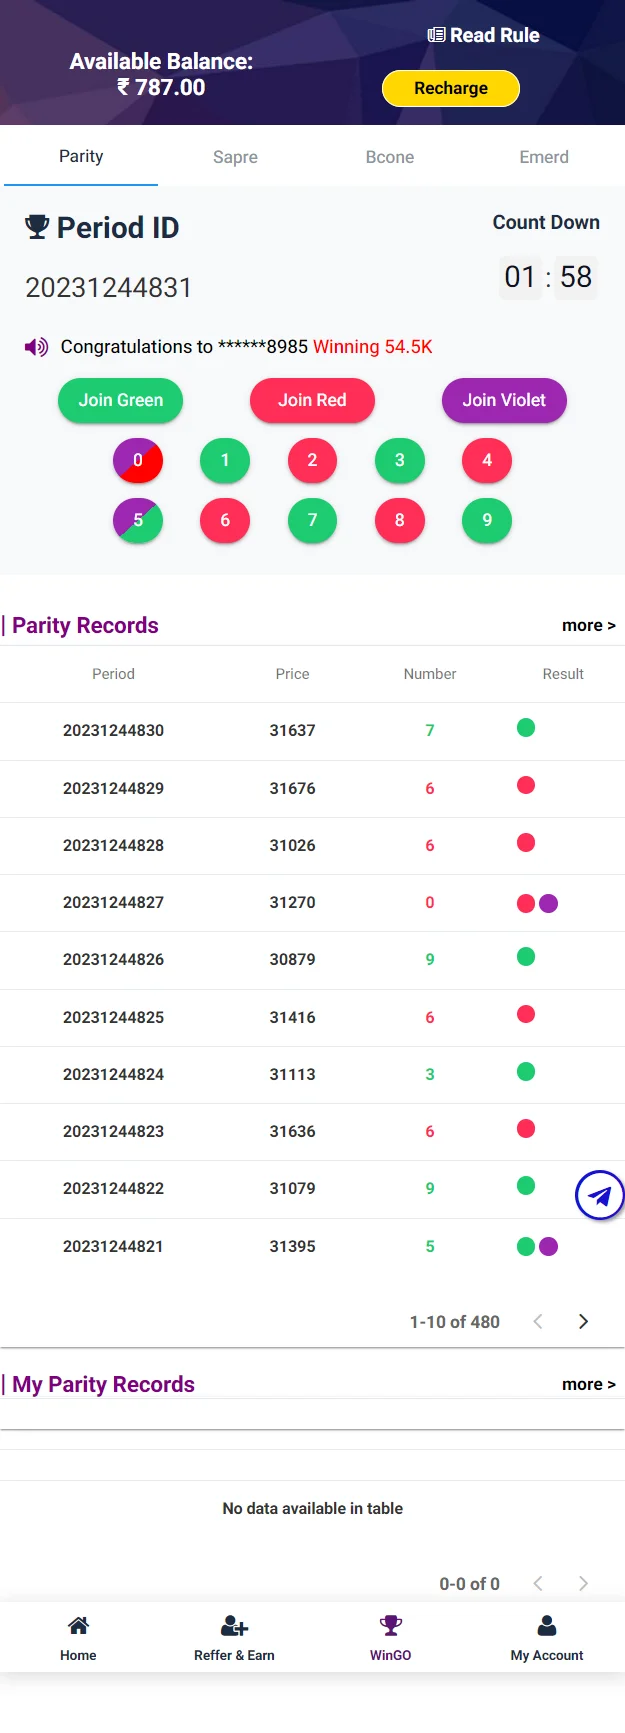 Read Rule
Available Balance:
₹ 787.00
Recharge
Parity Sapre Bcone Emerd
Period ID Count Down
20231244831 01 : 58
Congratulations to ******8985 Winning 54.5K
Join Green Join Red Join Violet
0 1 2 3 4
5 6 7 8 9
| Parity Records more >
Period Price Number Result
20231244830 31637 7
20231244829 31676 6
20231244828 31026 6
20231244827 31270 0
20231244826 30879 9
20231244825 31416 6
20231244824 31113 3
20231244823 31636 6
20231244822 31079 9
20231244821 31395 5
1-10 of 480
| My Parity Records more >
No data available in table
0-0 of 0
Home Reffer & Earn WinGO My Account